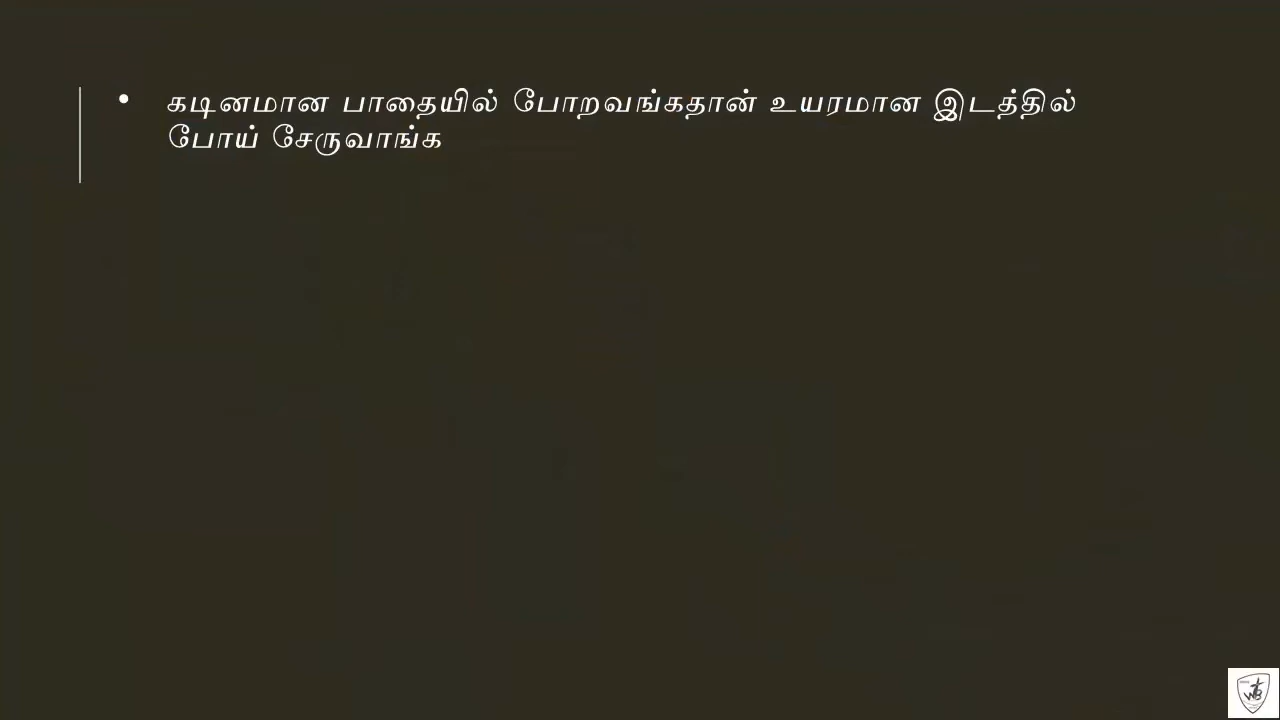 • கடினமான பாதையில் போறவங்கதான் உயரமான இடத்தில்
போய் சேருவாங்க